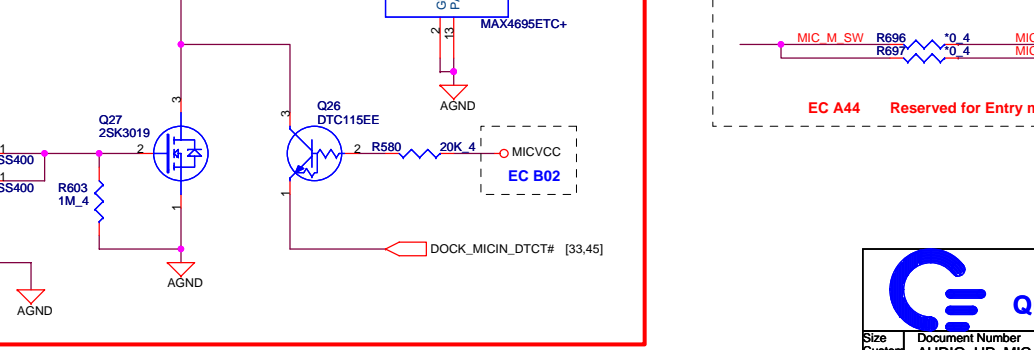 G
2
13
MAX4695ETC+
AGND
MIC_M_SW
R696
*0_4
R697
*0_4
EC A44
Reserved for Entry
3
Q27
2SK3019
2
1
3
Q26
DTC115EE
2
R580
20K_4
MICVCC
EC B02
1
SS400
1
SS400
R603
1M_4
1
DOCK_MICIN_DTCT#
[33,45]
AGND
AGND
Q
Size
Document Number